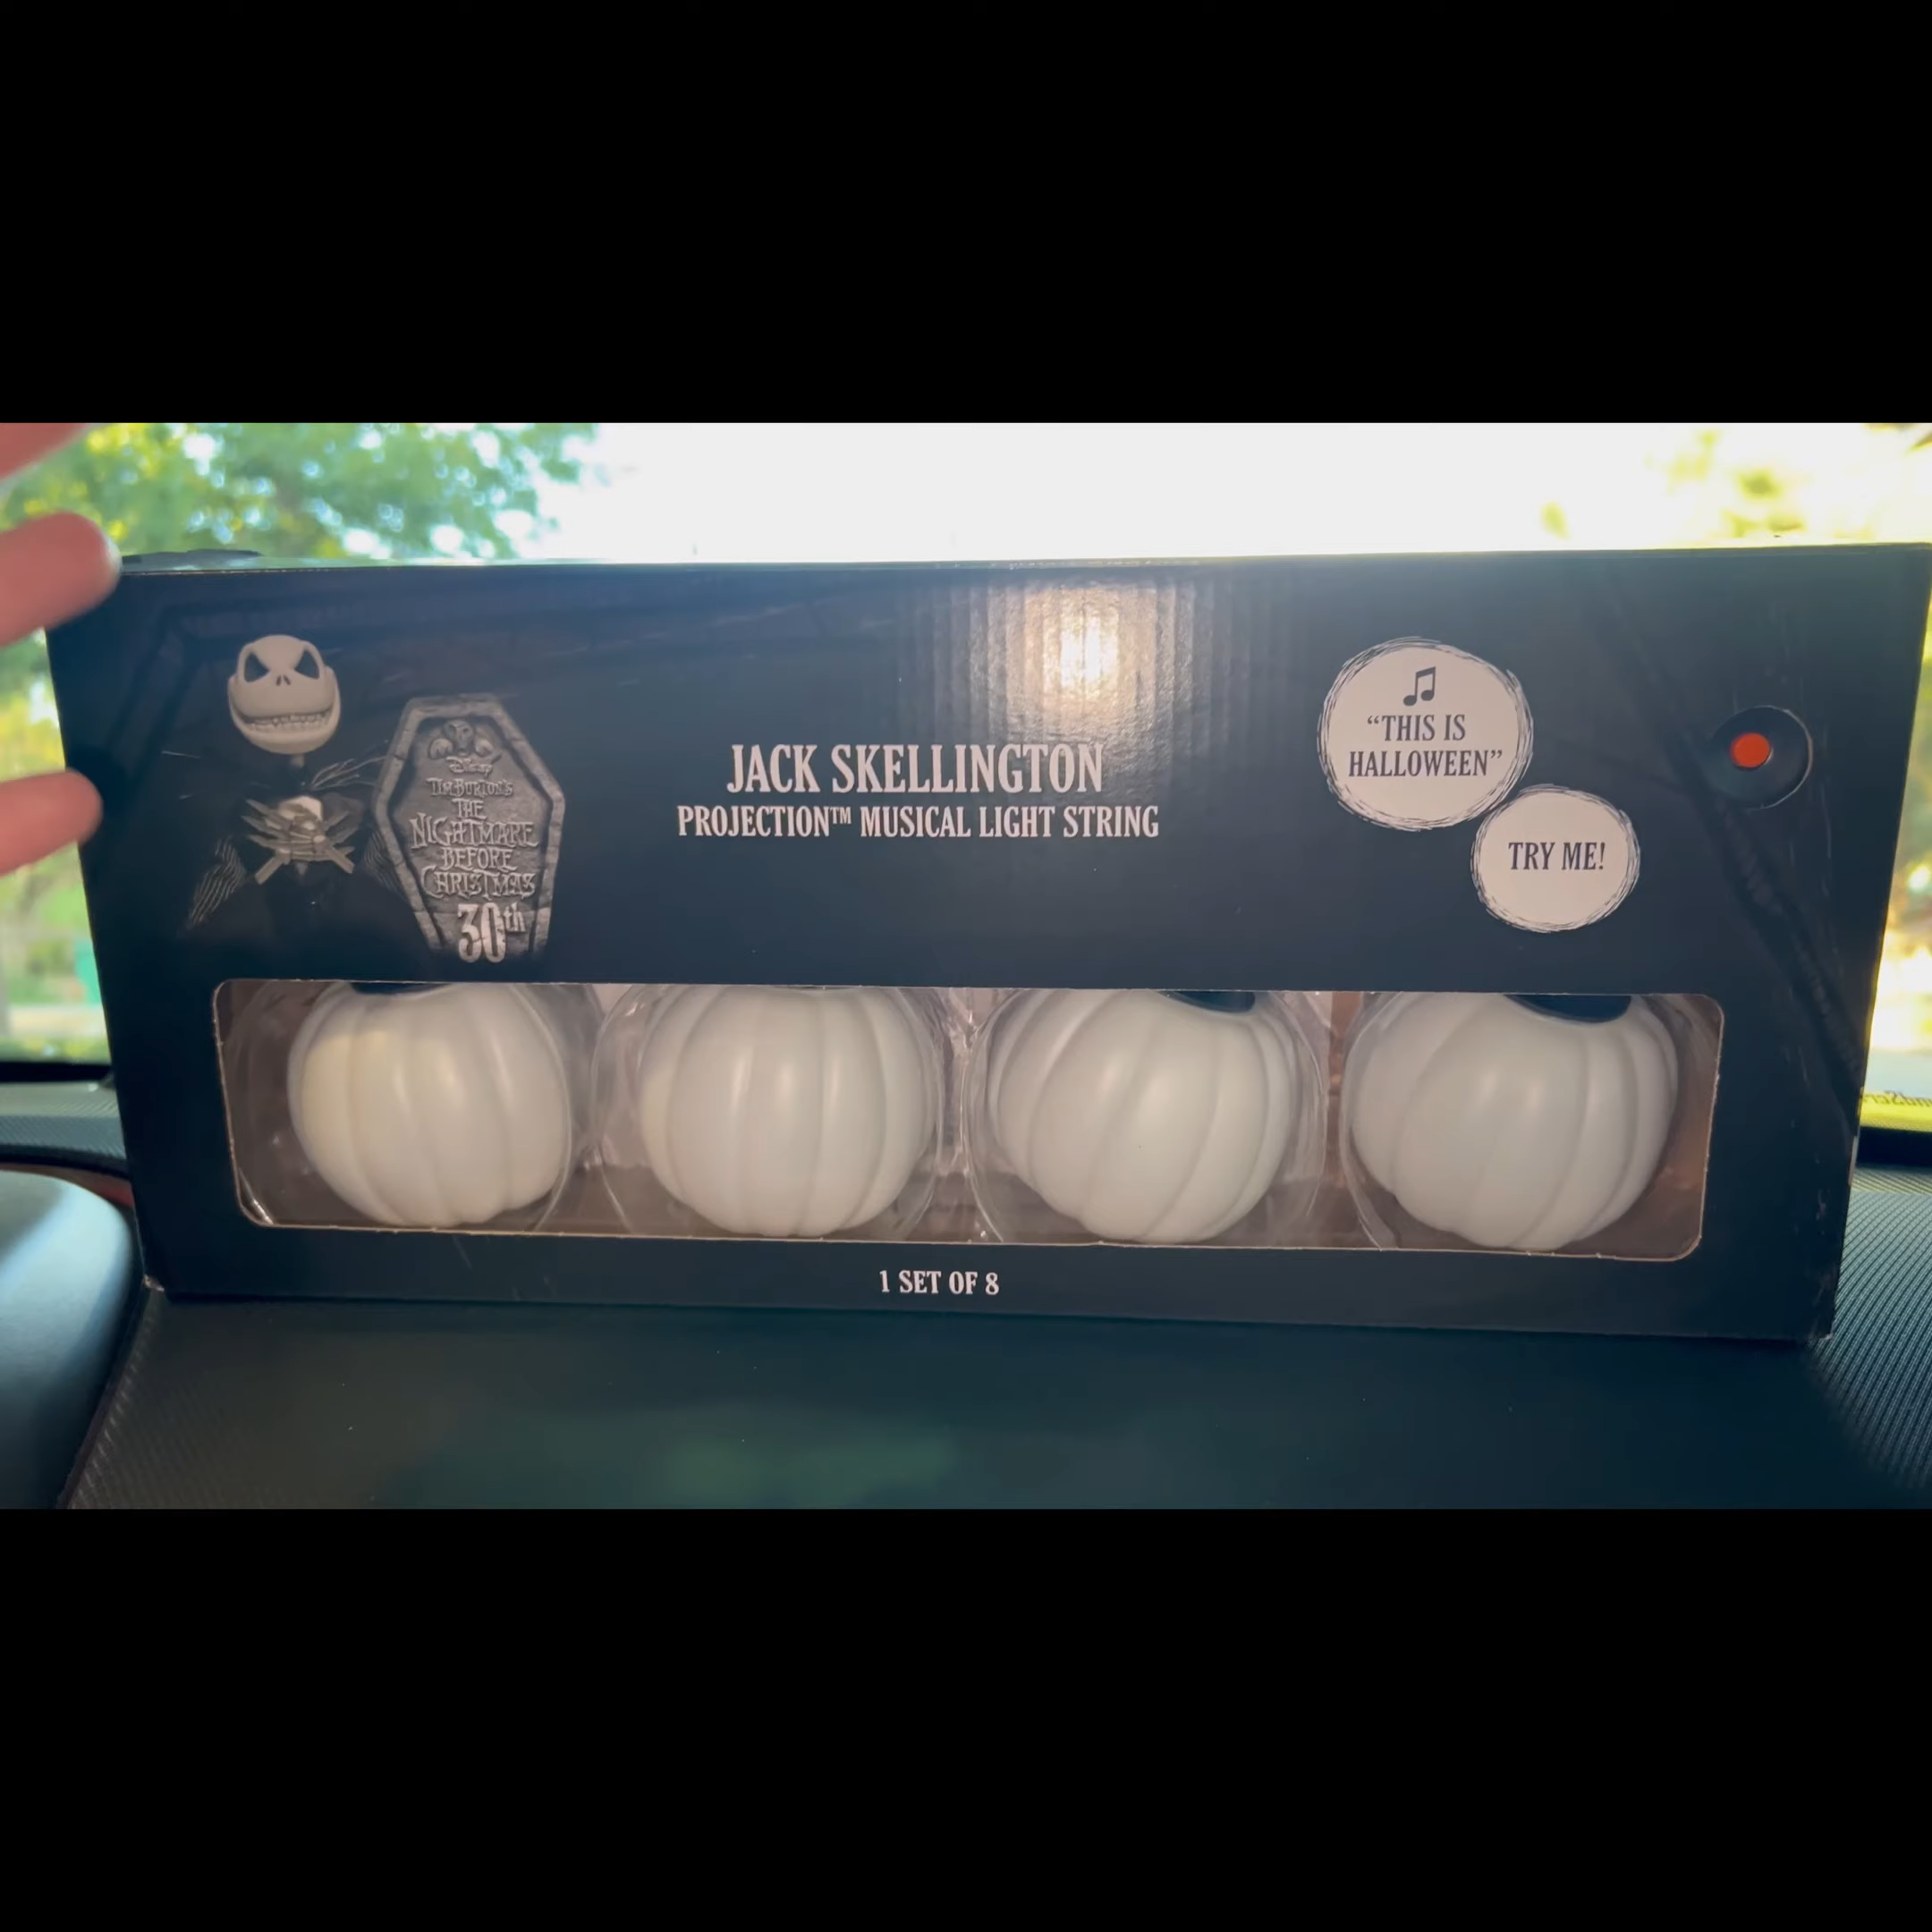 Disney
TIM BURTON'S
THE
NIGHTMARE
BEFORE
CHRISTMAS
30th
JACK SKELLINGTON
PROJECTION™ MUSICAL LIGHT STRING
“THIS IS
HALLOWEEN”
TRY ME!
1 SET OF 8